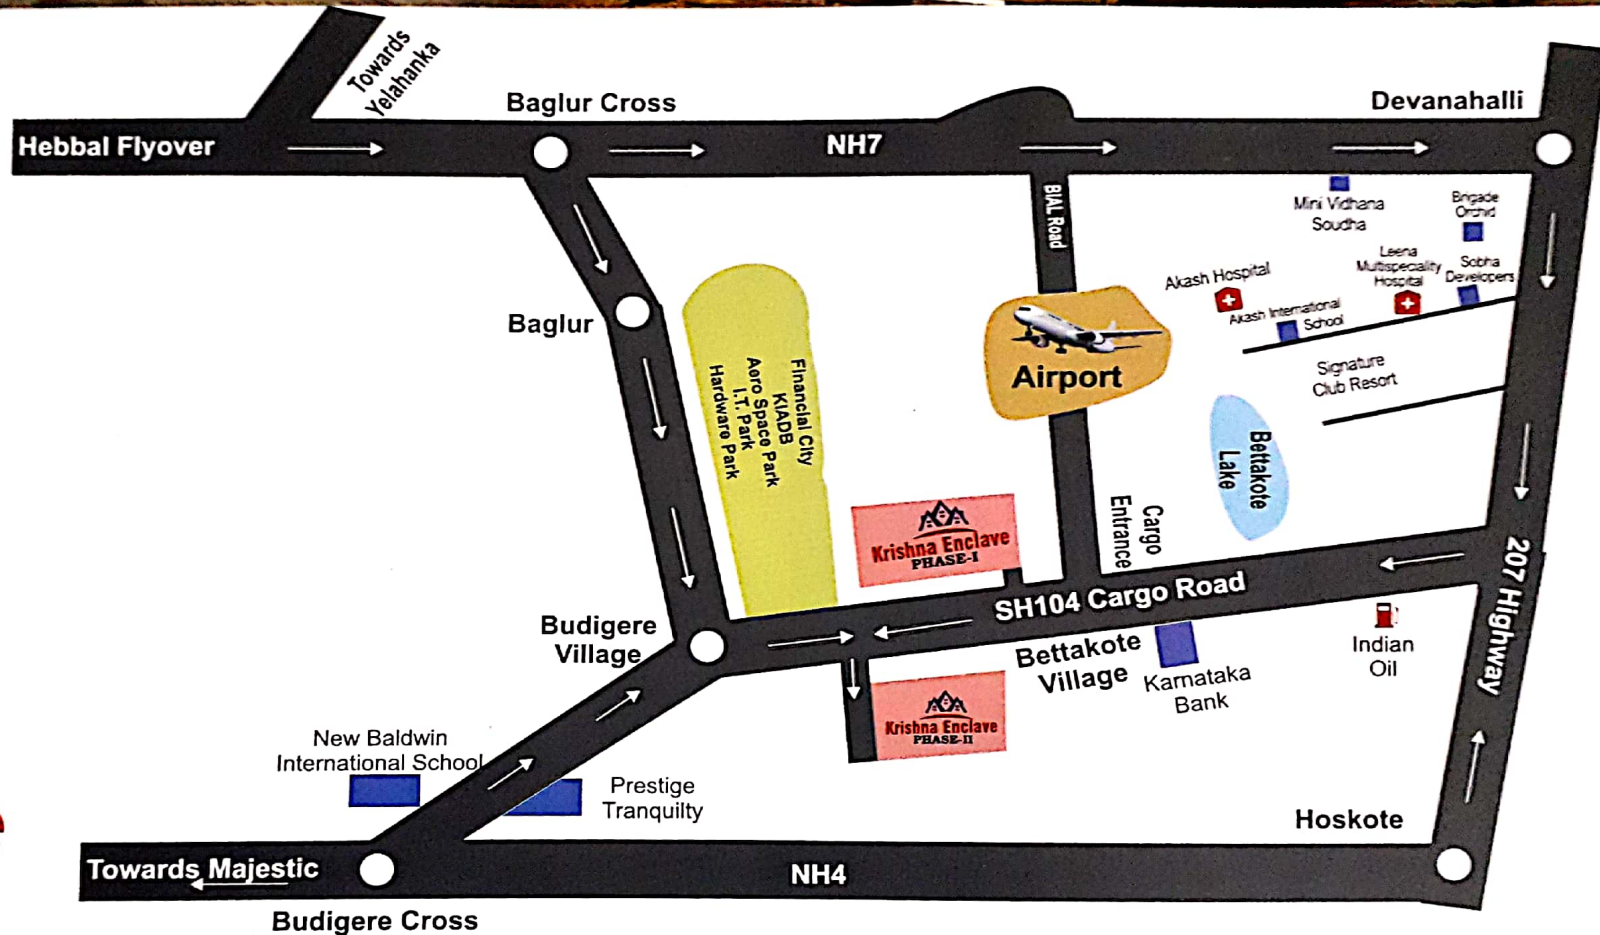 Towards
Yelahanka
Baglur Cross
Devanahalli
Hebbal Flyover
NH7
BIAL Road
Mini Vidhana
Soudha
Brigade
Orchid
Leena
Multispeciality
Hospital
Sobha
Developers
Akash Hospital
Akash International
School
Baglur
Airport
Signature
Club Resort
Financial City
KIADB
Aero Space Park
I.T. Park
Hardware Park
Bettakote
Lake
Cargo
Entrance
Krishna Enclave
PHASE-I
SH104 Cargo Road
207 Highway
Budigere
Village
Bettakote
Village
Karnataka
Bank
Indian
Oil
Krishna Enclave
PHASE-II
New Baldwin
International School
Prestige
Tranquilty
Hoskote
Towards Majestic
NH4
Budigere Cross